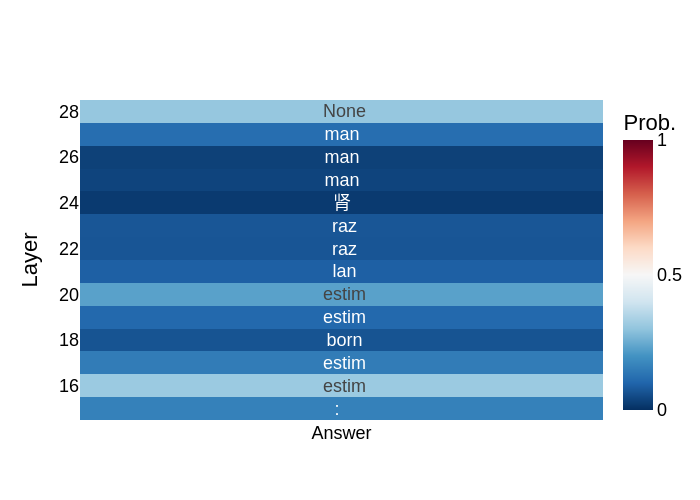 Prob.
1
0.5
0
Layer
28 None
man
26 man
man
24 肾
raz
22 raz
lan
20 estim
estim
18 born
estim
16 estim
:
Answer